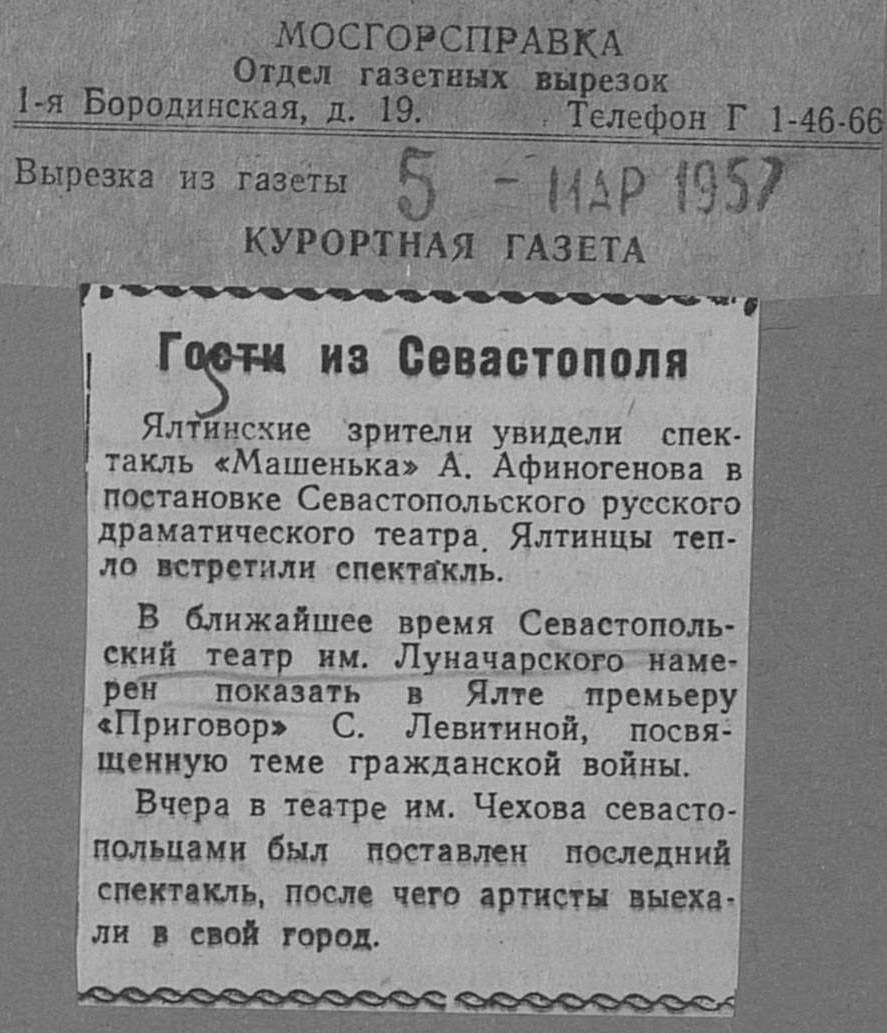 МОСГОРСПРАВКА
Отдел газетных вырезок
1-я Бородинская, д. 19. Телефон Г 1-46-66
Вырезка из газеты 5 - МАР 1957
КУРОРТНАЯ ГАЗЕТА
Гости из Севастополя
Ялтинские зрители увидели спек-
такль «Машенька» А. Афиногенова в
постановке Севастопольского русского
драматического театра. Ялтинцы теп-
ло встретили спектакль.
В ближайшее время Севастополь-
ский театр им. Луначарского наме-
рен показать в Ялте премьеру
«Приговор» С. Левитиной, посвя-
щенную теме гражданской войны.
Вчера в театре им. Чехова севасто-
польцами был поставлен последний
спектакль, после чего артисты выеха-
ли в свой город.